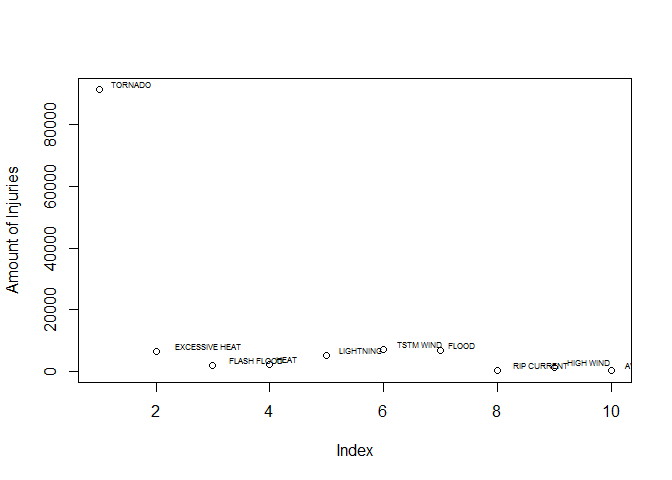 TORNADO
80000
60000
Amount of Injuries
40000
20000
EXCESSIVE HEAT
TSTM WIND
FLOOD
LIGHTNING
FLASH FLOOD
HEAT
HIGH WIND
RIP CURRENT
0
2
4
6
8
10
Index